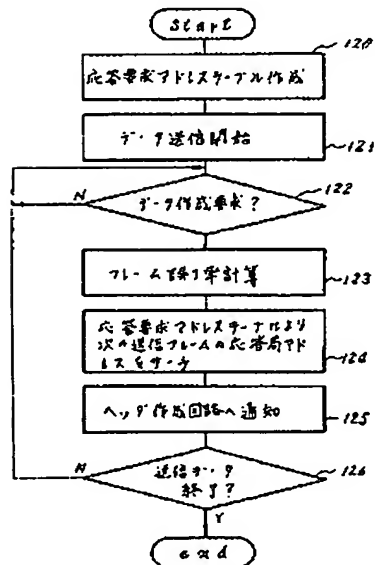 start
120
応答要求アドレステーブル作成
データ送信開始
121
122
N
データ作成要求?
フレーム誤り率計算
123
応答要求アドレステーブルより
次の送信フレームの応答局アド
レスをサーチ
124
ヘッダ作成回路へ通知
125
N
送信データ
終了?
126
Y
end